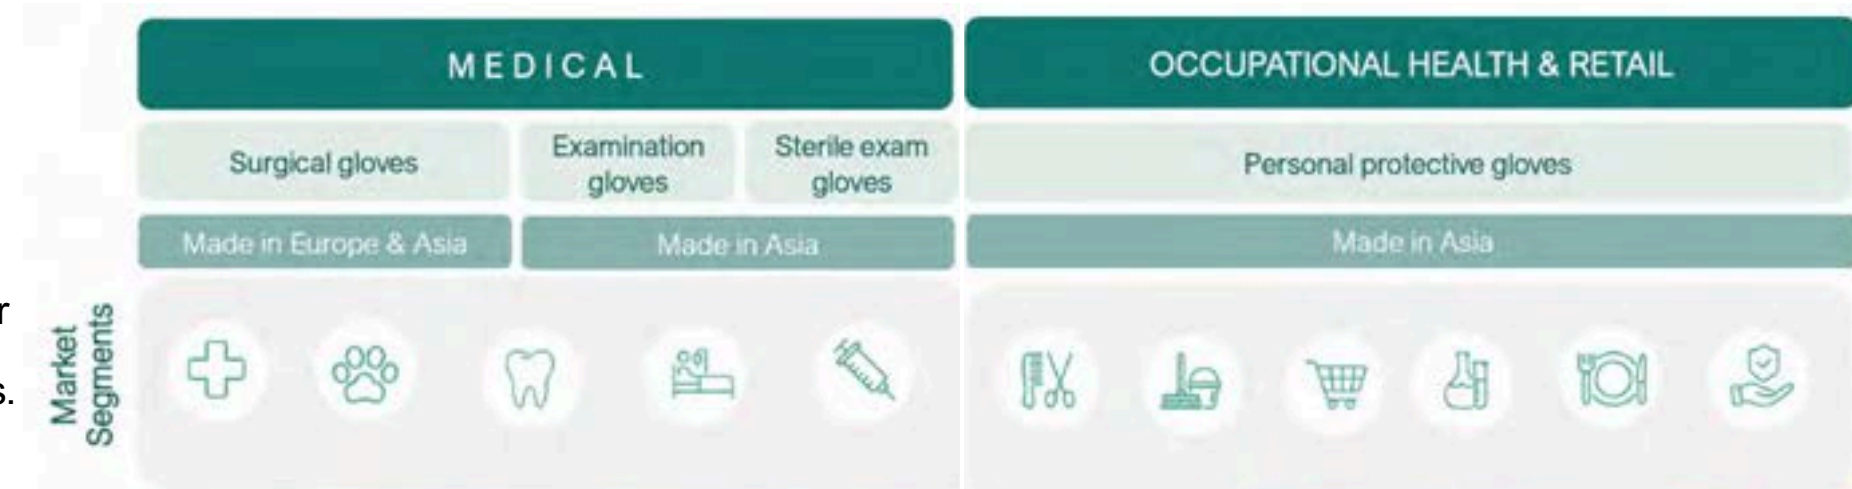 MEDICAL
OCCUPATIONAL HEALTH & RETAIL
Surgical gloves
Examination
gloves
Sterile exam
gloves
Personal protective gloves
Made in Europe & Asia
Made in Asia
Made in Asia
Market
Segments
r
s.